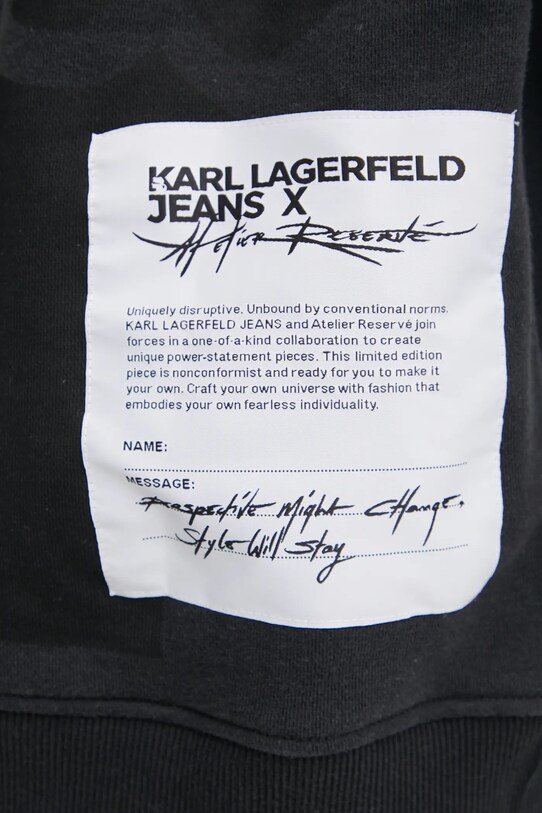 KARL LAGERFELD
JEANS X
Atelier Reservé
Uniquely disruptive. Unbound by conventional norms.
KARL LAGERFELD JEANS and Atelier Reservé join
forces in a one-of-a-kind collaboration to create
unique power-statement pieces. This limited edition
piece is nonconformist and ready for you to make it
your own. Craft your own universe with fashion that
embodies your own fearless individuality.
NAME:
MESSAGE:
Perspective Might Change.
Style Will Stay